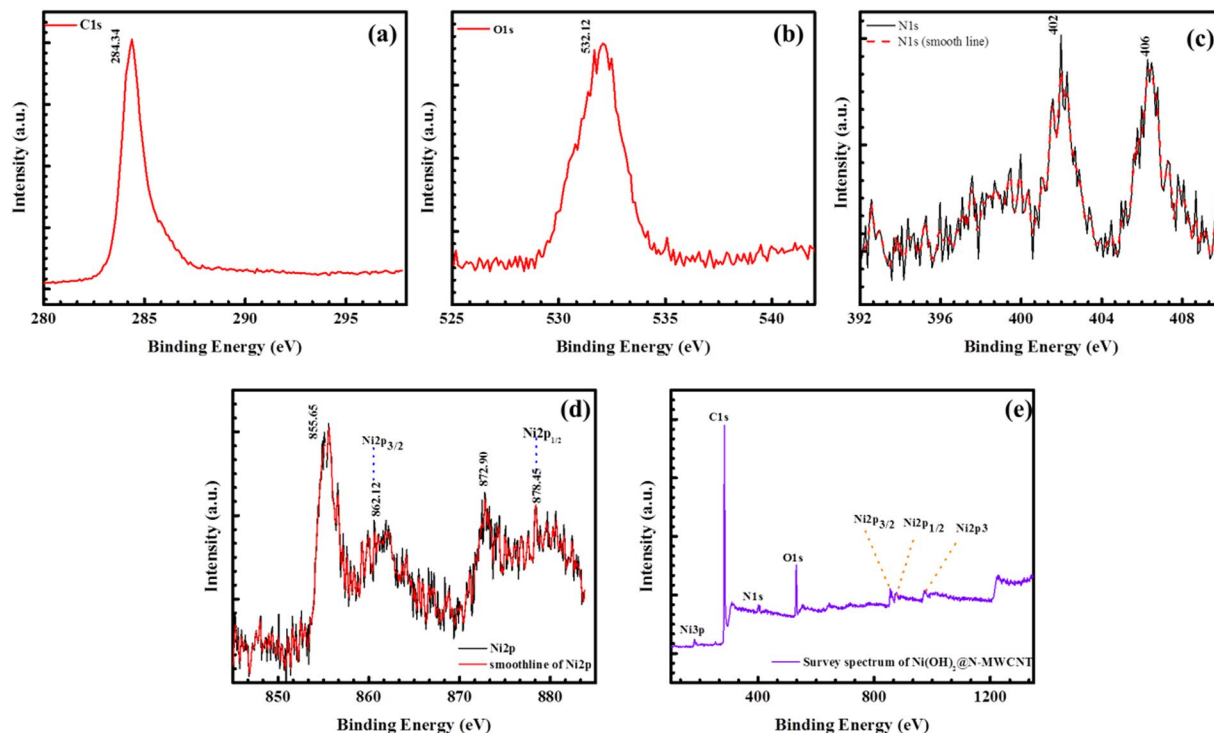 C1s
(a)
284.34
Intensity (a.u.)
280 285 290 295
Binding Energy (eV)
O1s
(b)
532.12
Intensity (a.u.)
525 530 535 540
Binding Energy (eV)
N1s
N1s (smooth line)
(c)
402
406
Intensity (a.u.)
392 396 400 404 408
Binding Energy (eV)
(d)
855.65
Ni2p3/2
862.12
872.90
Ni2p1/2
878.45
Intensity (a.u.)
Ni2p
smoothline of Ni2p
850 860 870 880
Binding Energy (eV)
(e)
C1s
Ni2p3/2
Ni2p1/2
Ni2p3
O1s
N1s
Ni3p
Intensity (a.u.)
Survey spectrum of Ni(OH)2@N-MWCNT
400 800 1200
Binding Energy (eV)